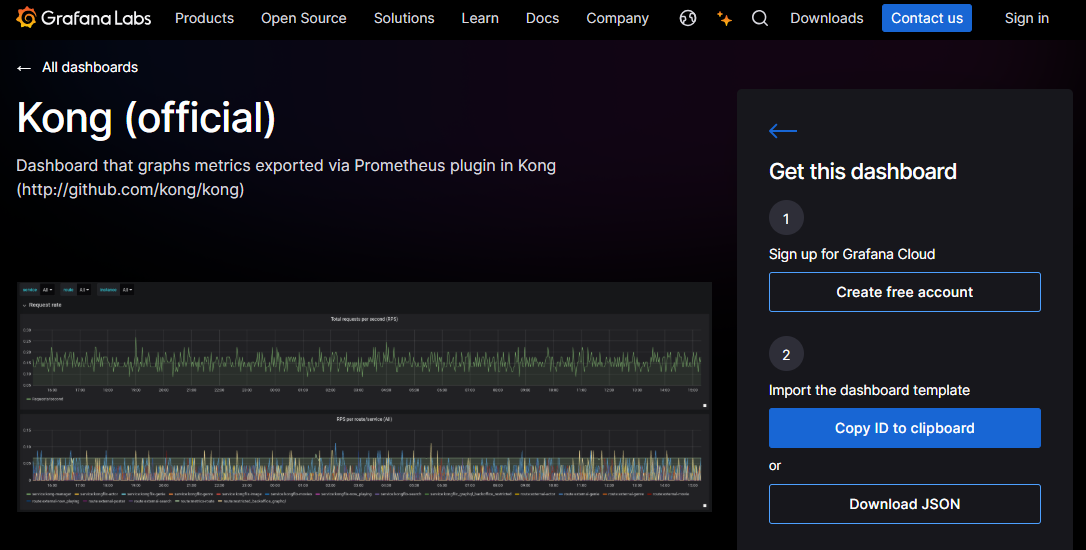 Grafana Labs Products Open Source Solutions Learn Docs Company Downloads Contact us Sign in
← All dashboards
Kong (official)
Dashboard that graphs metrics exported via Prometheus plugin in Kong
(http://github.com/kong/kong)
service All route All instance All
Request rate
Total requests per second (RPS)
Requests/second
RPS per route/service (All)
Get this dashboard
1
Sign up for Grafana Cloud
Create free account
2
Import the dashboard template
Copy ID to clipboard
or
Download JSON